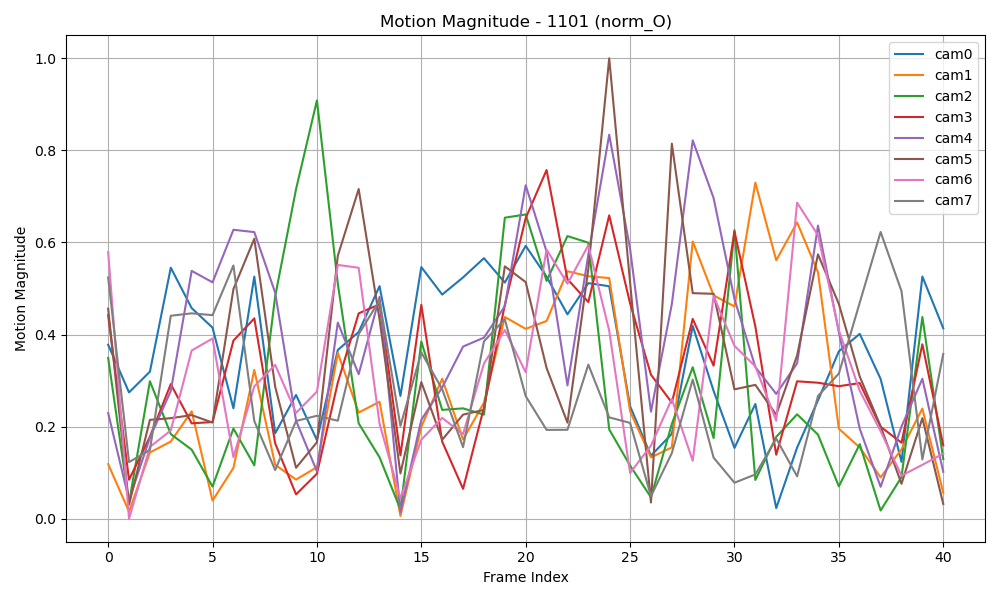 Motion Magnitude - 1101 (norm_O)
cam0
cam1
cam2
cam3
cam4
cam5
cam6
cam7
Motion Magnitude
1.0
0.8
0.6
0.4
0.2
0.0
0 5 10 15 20 25 30 35 40
Frame Index